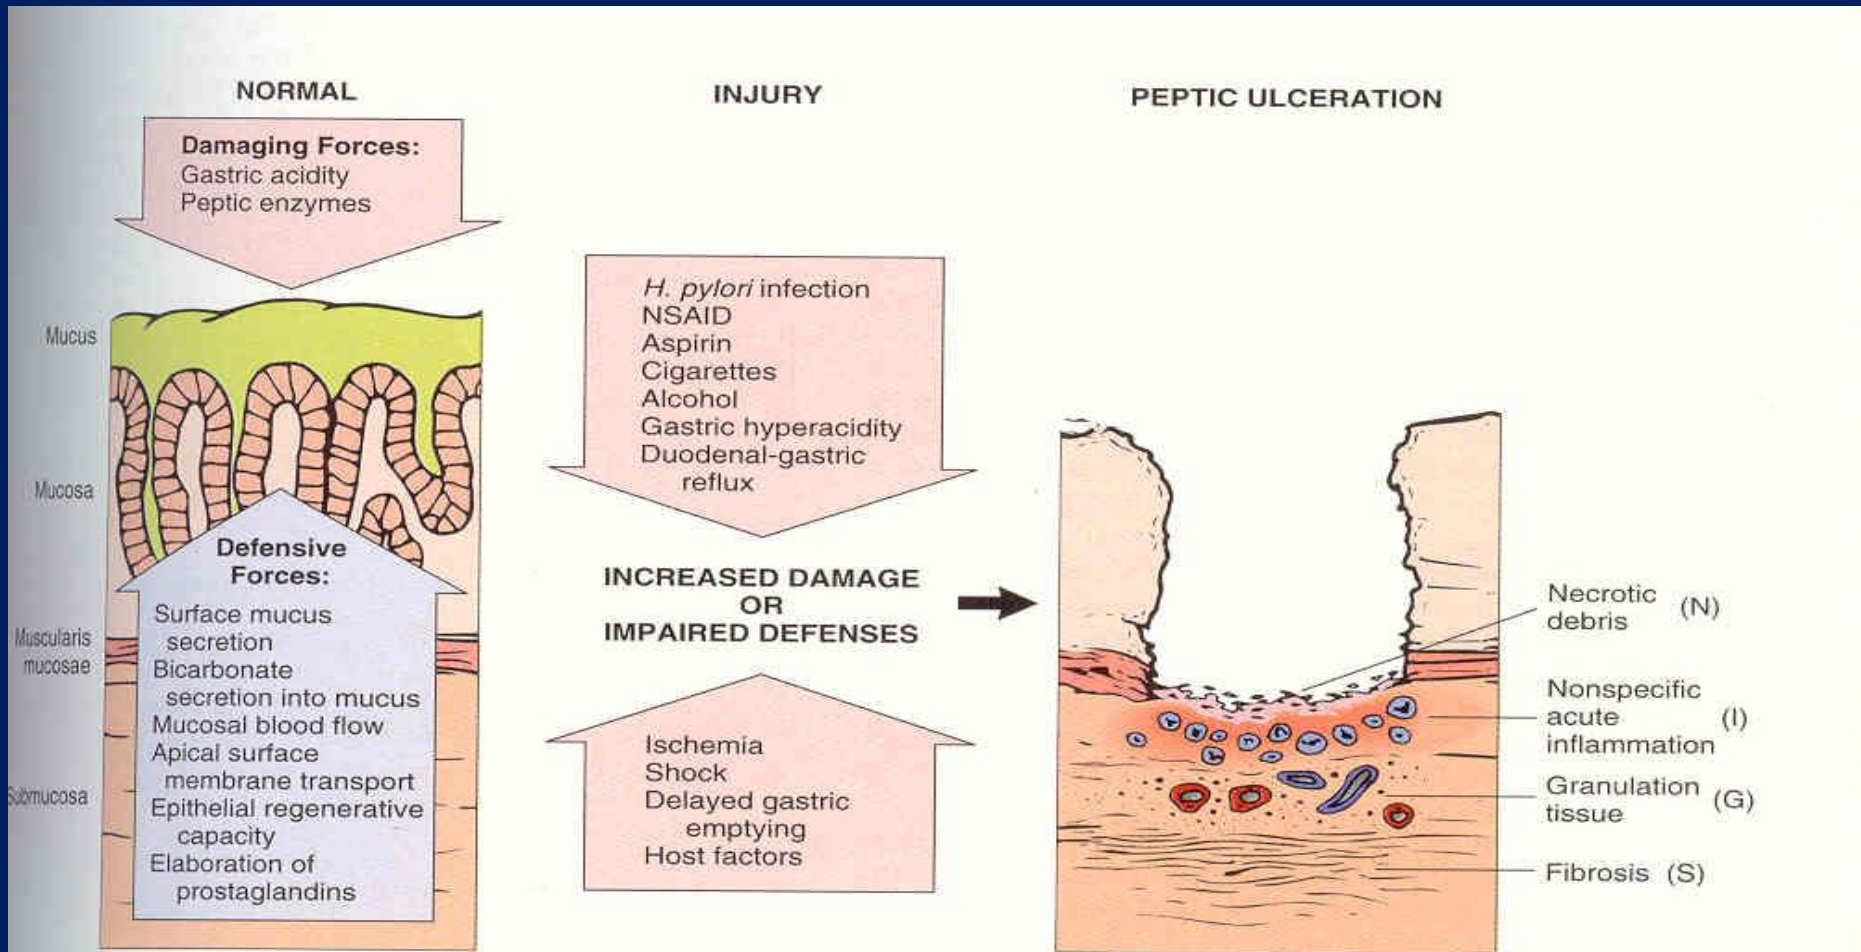 NORMAL
Damaging Forces:
Gastric acidity
Peptic enzymes
Mucus
Mucosa
Muscularis
mucosae
Submucosa
Defensive
Forces:
Surface mucus
secretion
Bicarbonate
secretion into mucus
Mucosal blood flow
Apical surface
membrane transport
Epithelial regenerative
capacity
Elaboration of
prostaglandins
INJURY
H. pylori infection
NSAID
Aspirin
Cigarettes
Alcohol
Gastric hyperacidity
Duodenal-gastric
reflux
INCREASED DAMAGE
OR
IMPAIRED DEFENSES
Ischemia
Shock
Delayed gastric
emptying
Host factors
PEPTIC ULCERATION
Necrotic
debris (N)
Nonspecific
acute (I)
inflammation
Granulation
tissue (G)
Fibrosis (S)